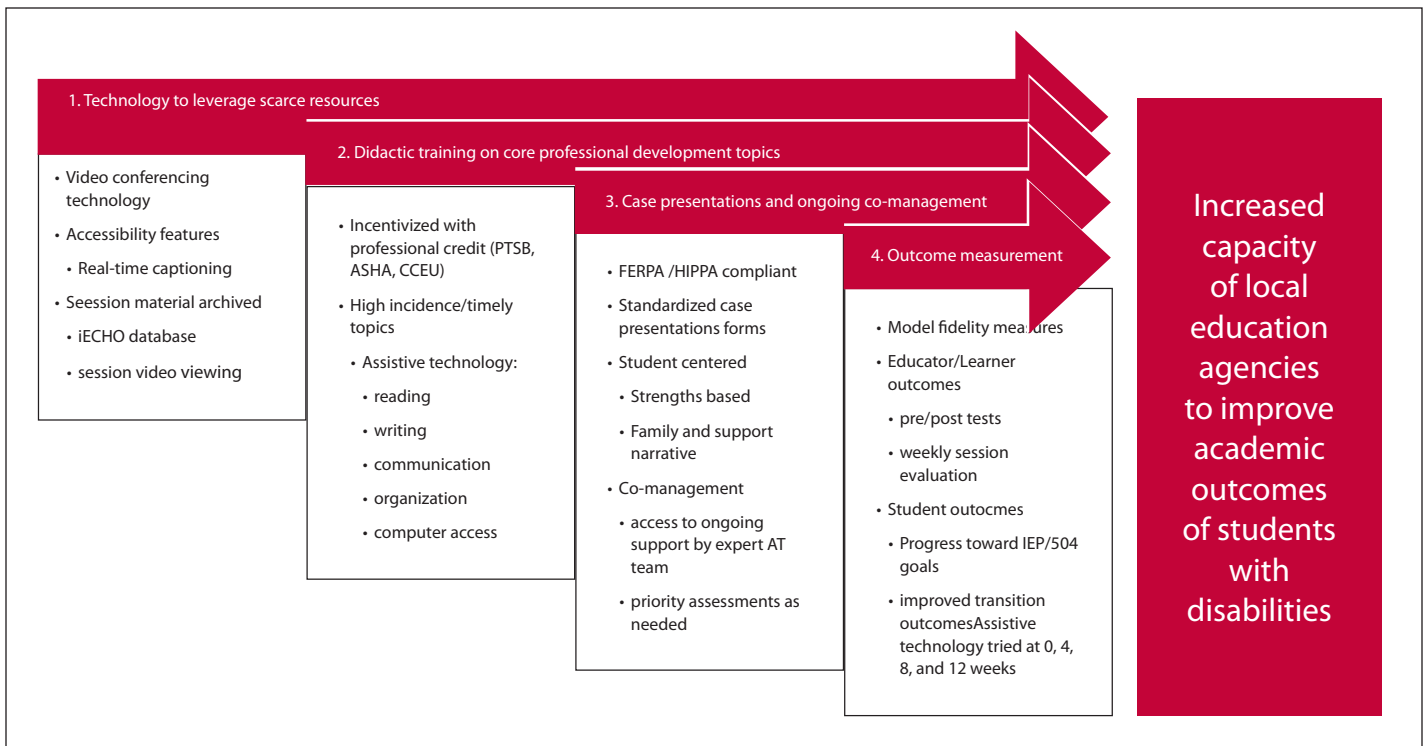 1. Technology to leverage scarce resources
• Video conferencing
technology
• Accessibility features
• Real-time captioning
• Seession material archived
• iECHO database
• session video viewing
2. Didactic training on core professional development topics
• Incentivized with
professional credit (PTSB,
ASHA, CCEU)
• High incidence/timely
topics
• Assistive technology:
• reading
• writing
• communication
• organization
• computer access
3. Case presentations and ongoing co-management
• FERPA /HIPPA compliant
• Standardized case
presentations forms
• Student centered
• Strengths based
• Family and support
narrative
• Co-management
• access to ongoing
support by expert AT
team
• priority assessments as
needed
4. Outcome measurement
• Model fidelity measures
• Educator/Learner
outcomes
• pre/post tests
• weekly session
evaluation
• Student outocmes
• Progress toward IEP/504
goals
• improved transition
outcomesAssistive
technology tried at 0, 4,
8, and 12 weeks
Increased
capacity
of local
education
agencies
to improve
academic
outcomes
of students
with
disabilities